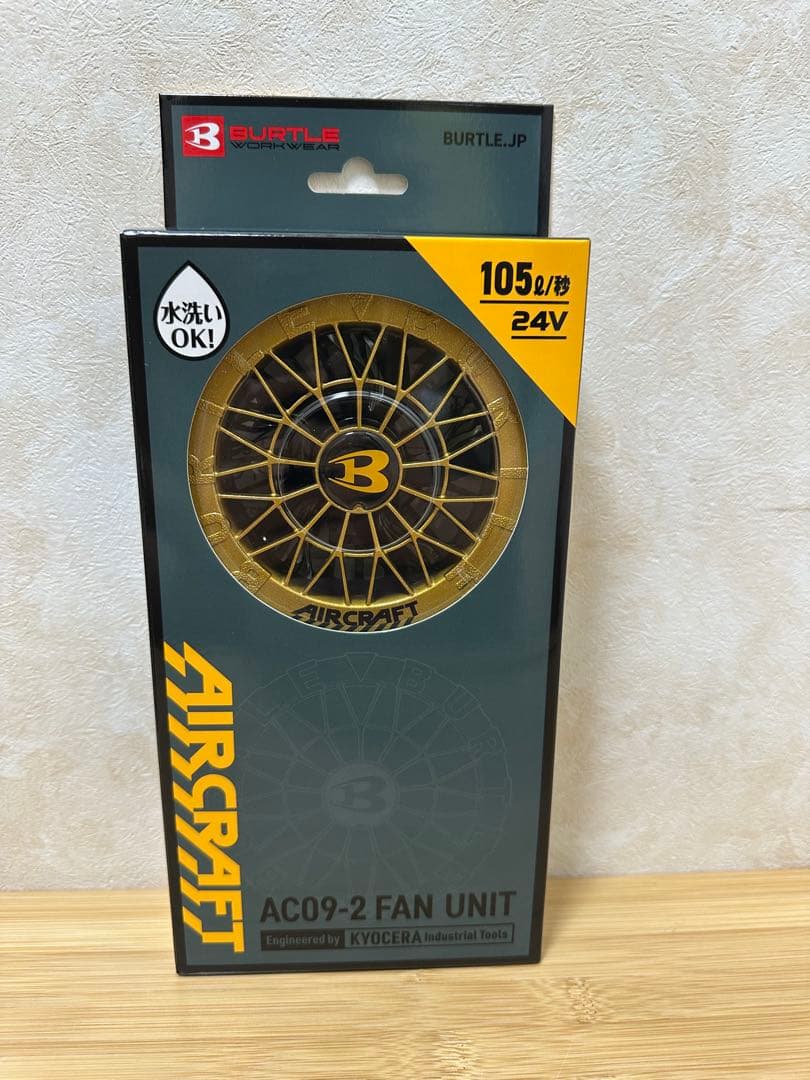 B BURTLE
WORKWEAR
BURTLE.JP
水洗い
OK!
105ℓ/秒
24V
B
AIRCRAFT
AIRCRAFT
B
AC09-2 FAN UNIT
Engineered by KYOCERA Industrial Tools